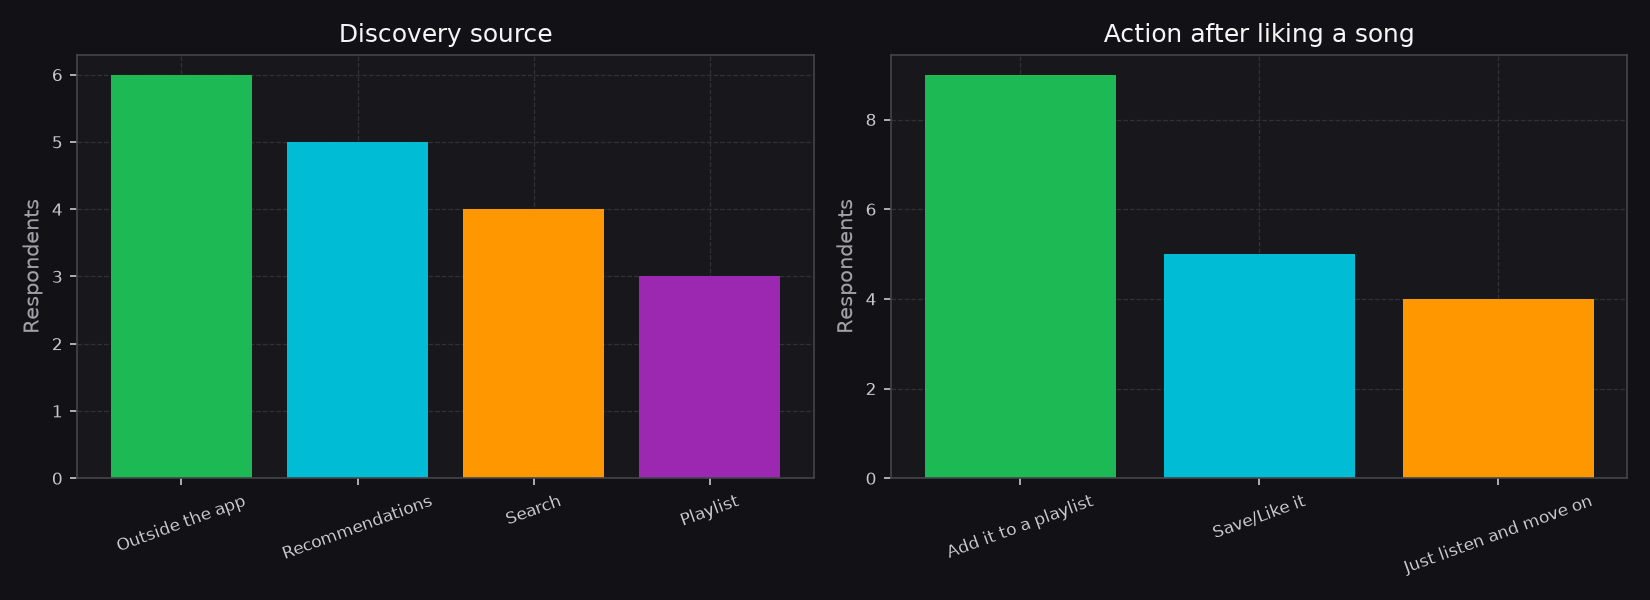 Discovery source
Respondents
6
5
4
3
2
1
0
Outside the app
Recommendations
Search
Playlist
Action after liking a song
Respondents
8
6
4
2
0
Add it to a playlist
Save/Like it
Just listen and move on